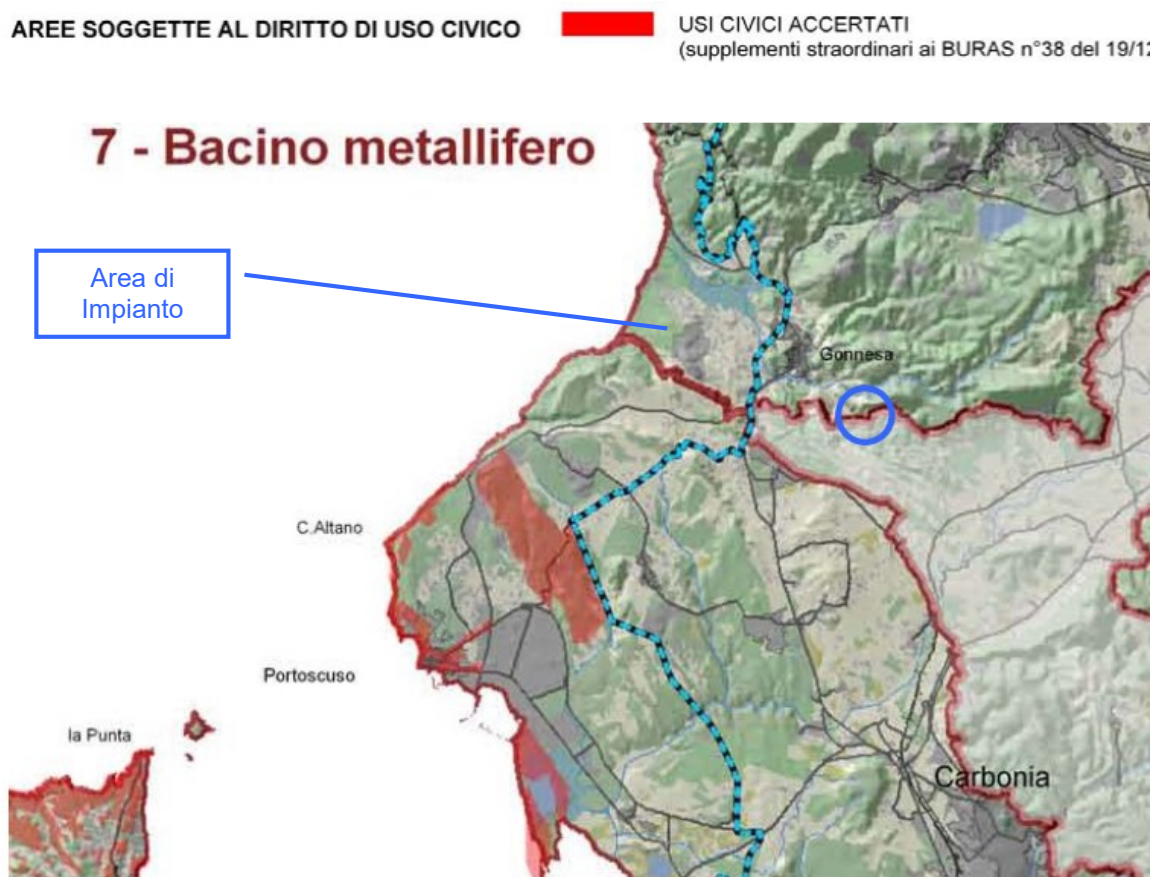 AREE SOGGETTE AL DIRITTO DI USO CIVICO
USI CIVICI ACCERTATI
(supplementi straordinari ai BURAS n°38 del 19/12
7 - Bacino metallifero
Area di
Impianto
Gonnesa
C.Altano
Portoscuso
la Punta
Carbonia